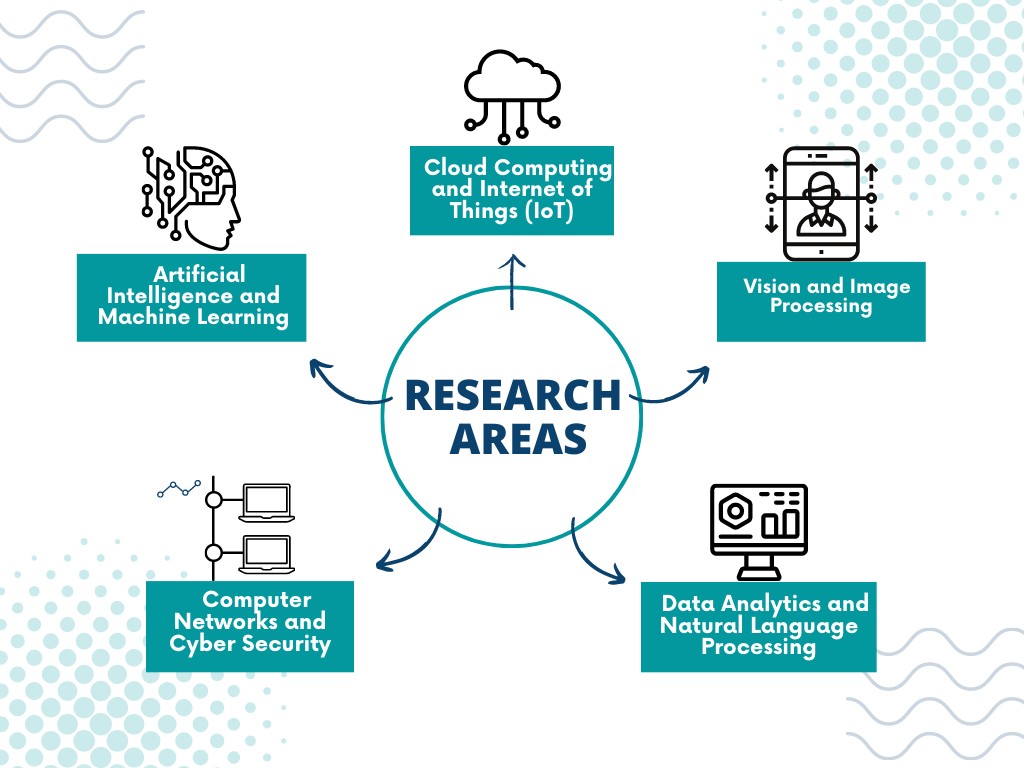 Cloud Computing
and Internet of
Things (IoT)
Artificial
Intelligence and
Machine Learning
Vision and Image
Processing
RESEARCH
AREAS
Computer
Networks and
Cyber Security
Data Analytics and
Natural Language
Processing